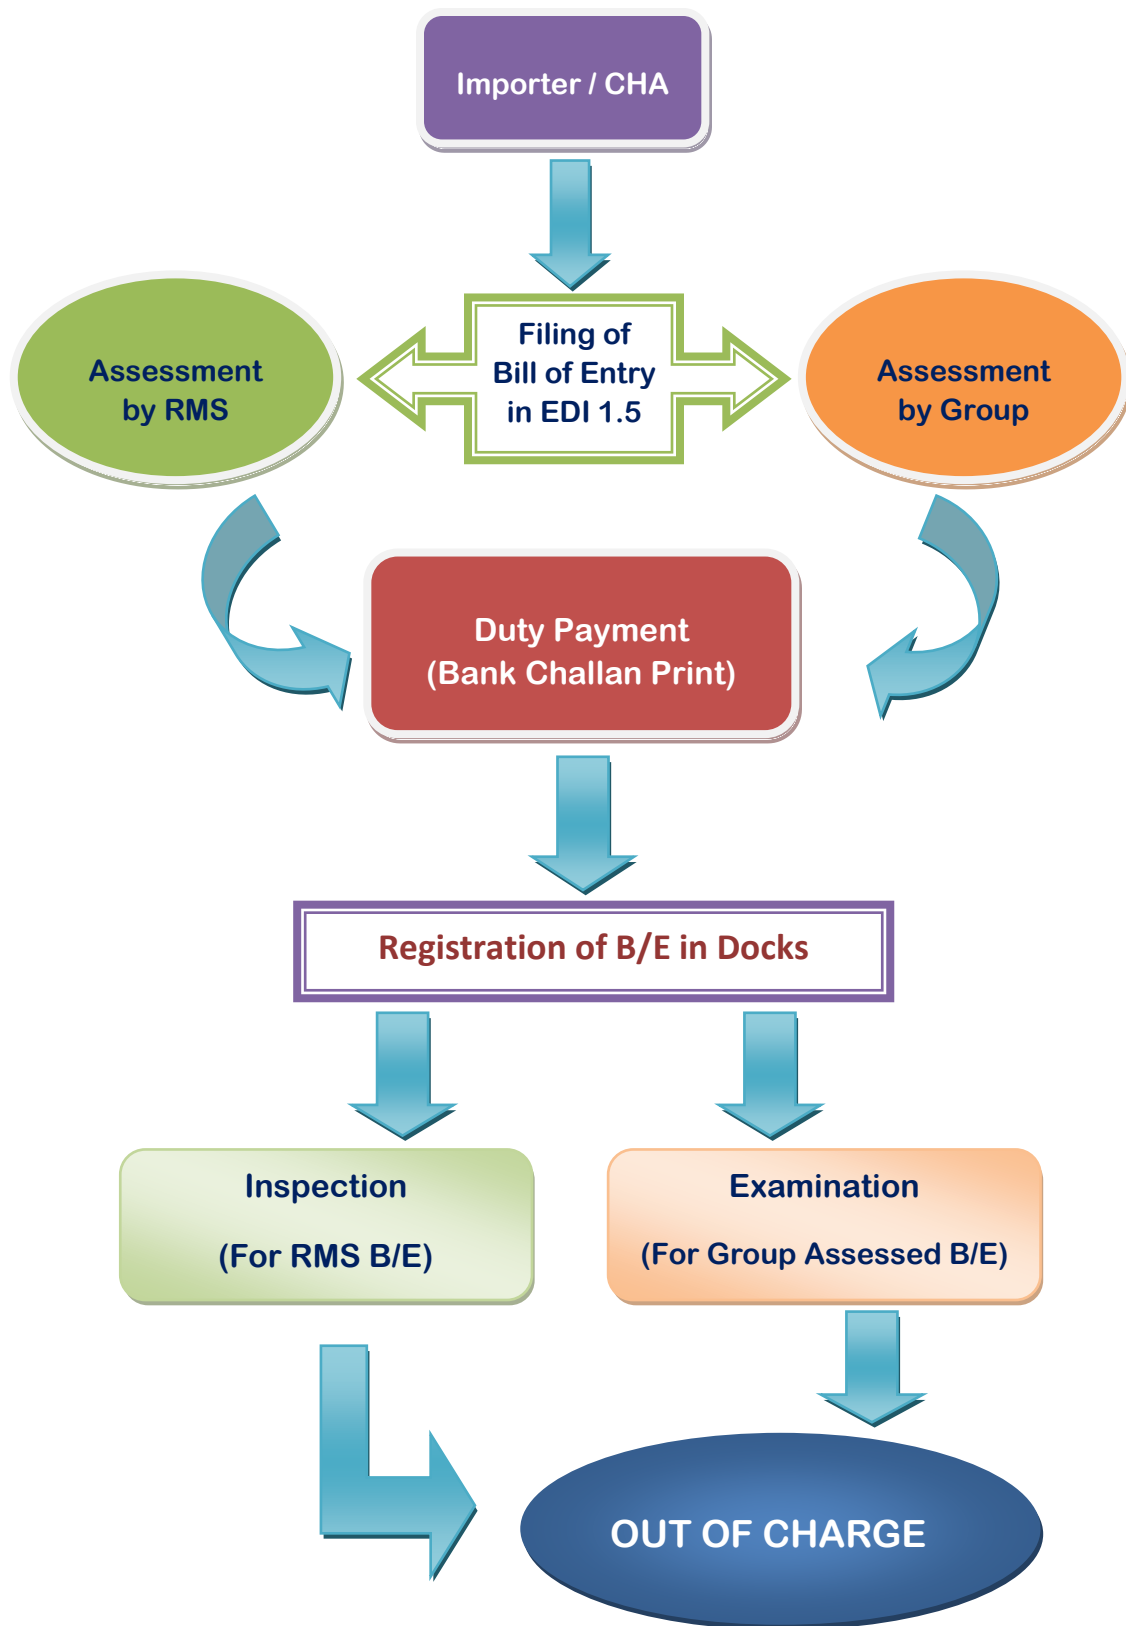 Importer / CHA
Filing of
Bill of Entry
in EDI 1.5
Assessment
by RMS
Assessment
by Group
Duty Payment
(Bank Challan Print)
Registration of B/E in Docks
Inspection
(For RMS B/E)
Examination
(For Group Assessed B/E)
OUT OF CHARGE